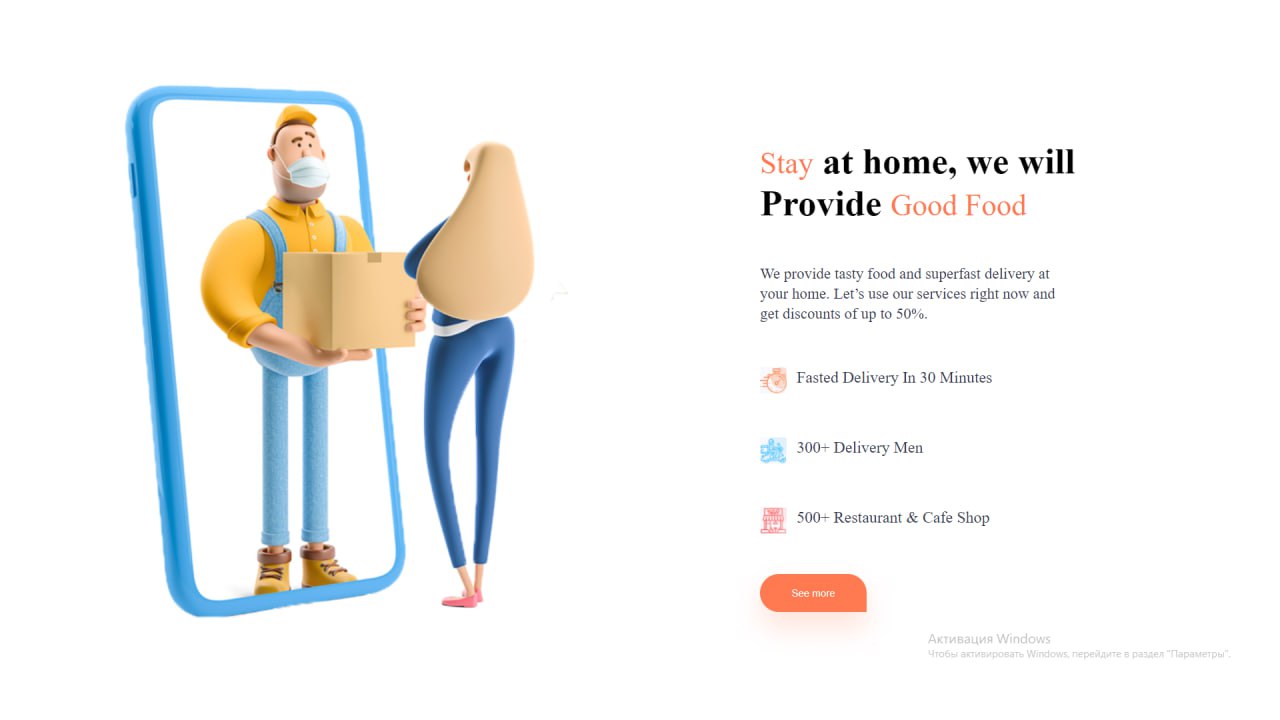 Stay at home, we will
Provide Good Food
We provide tasty food and superfast delivery at
your home. Let’s use our services right now and
get discounts of up to 50%.
Fasted Delivery In 30 Minutes
300+ Delivery Men
500+ Restaurant & Cafe Shop
See more
Активация Windows
Чтобы активировать Windows, перейдите в раздел "Параметры".